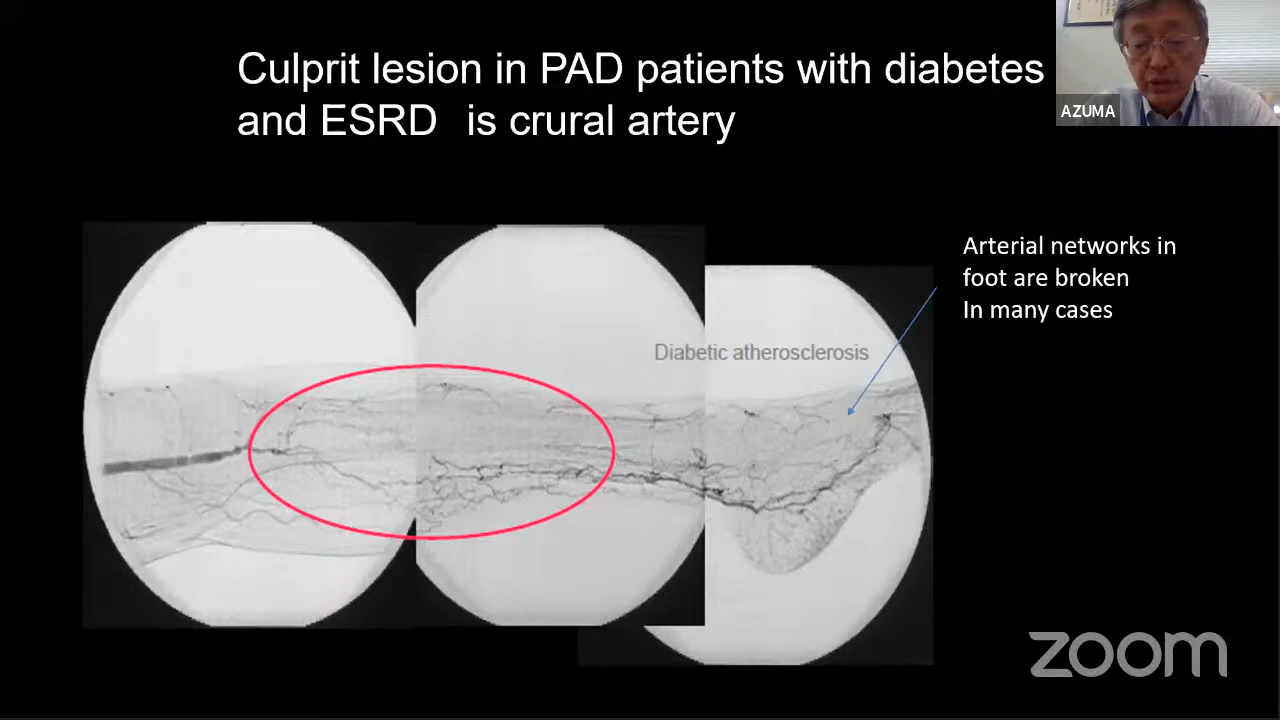 Culprit lesion in PAD patients with diabetes
and ESRD is crural artery
AZUMA
Arterial networks in
foot are broken
In many cases
Diabetic atherosclerosis
zoom